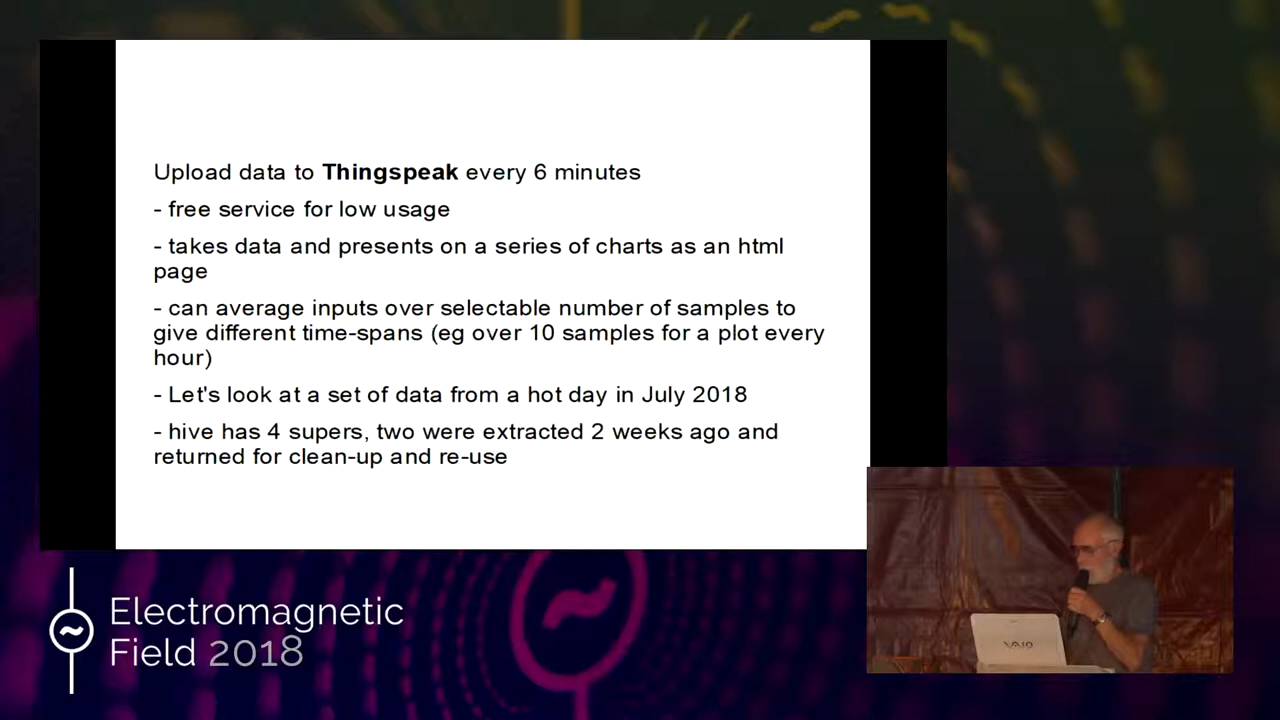 Upload data to Thingspeak every 6 minutes
- free service for low usage
- takes data and presents on a series of charts as an html
page
- can average inputs over selectable number of samples to
give different time-spans (eg over 10 samples for a plot every
hour)
- Let's look at a set of data from a hot day in July 2018
- hive has 4 supers, two were extracted 2 weeks ago and
returned for clean-up and re-use
Electromagnetic
Field 2018
VAIO